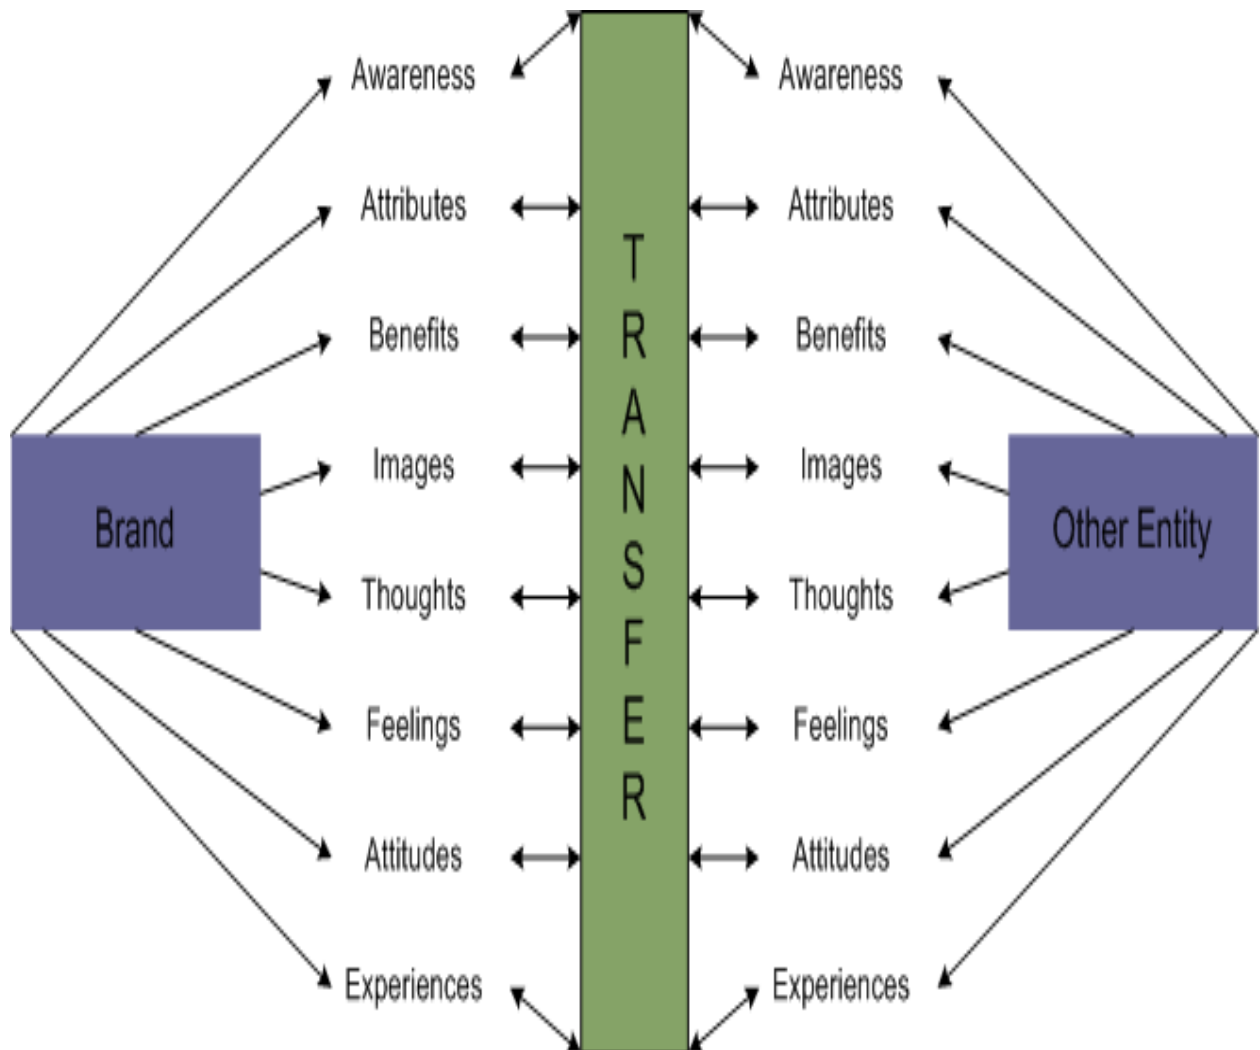 Awareness
Attributes
Benefits
Images
Thoughts
Feelings
Attitudes
Experiences
Brand
TRANSFER
Awareness
Attributes
Benefits
Images
Thoughts
Feelings
Attitudes
Experiences
Other Entity